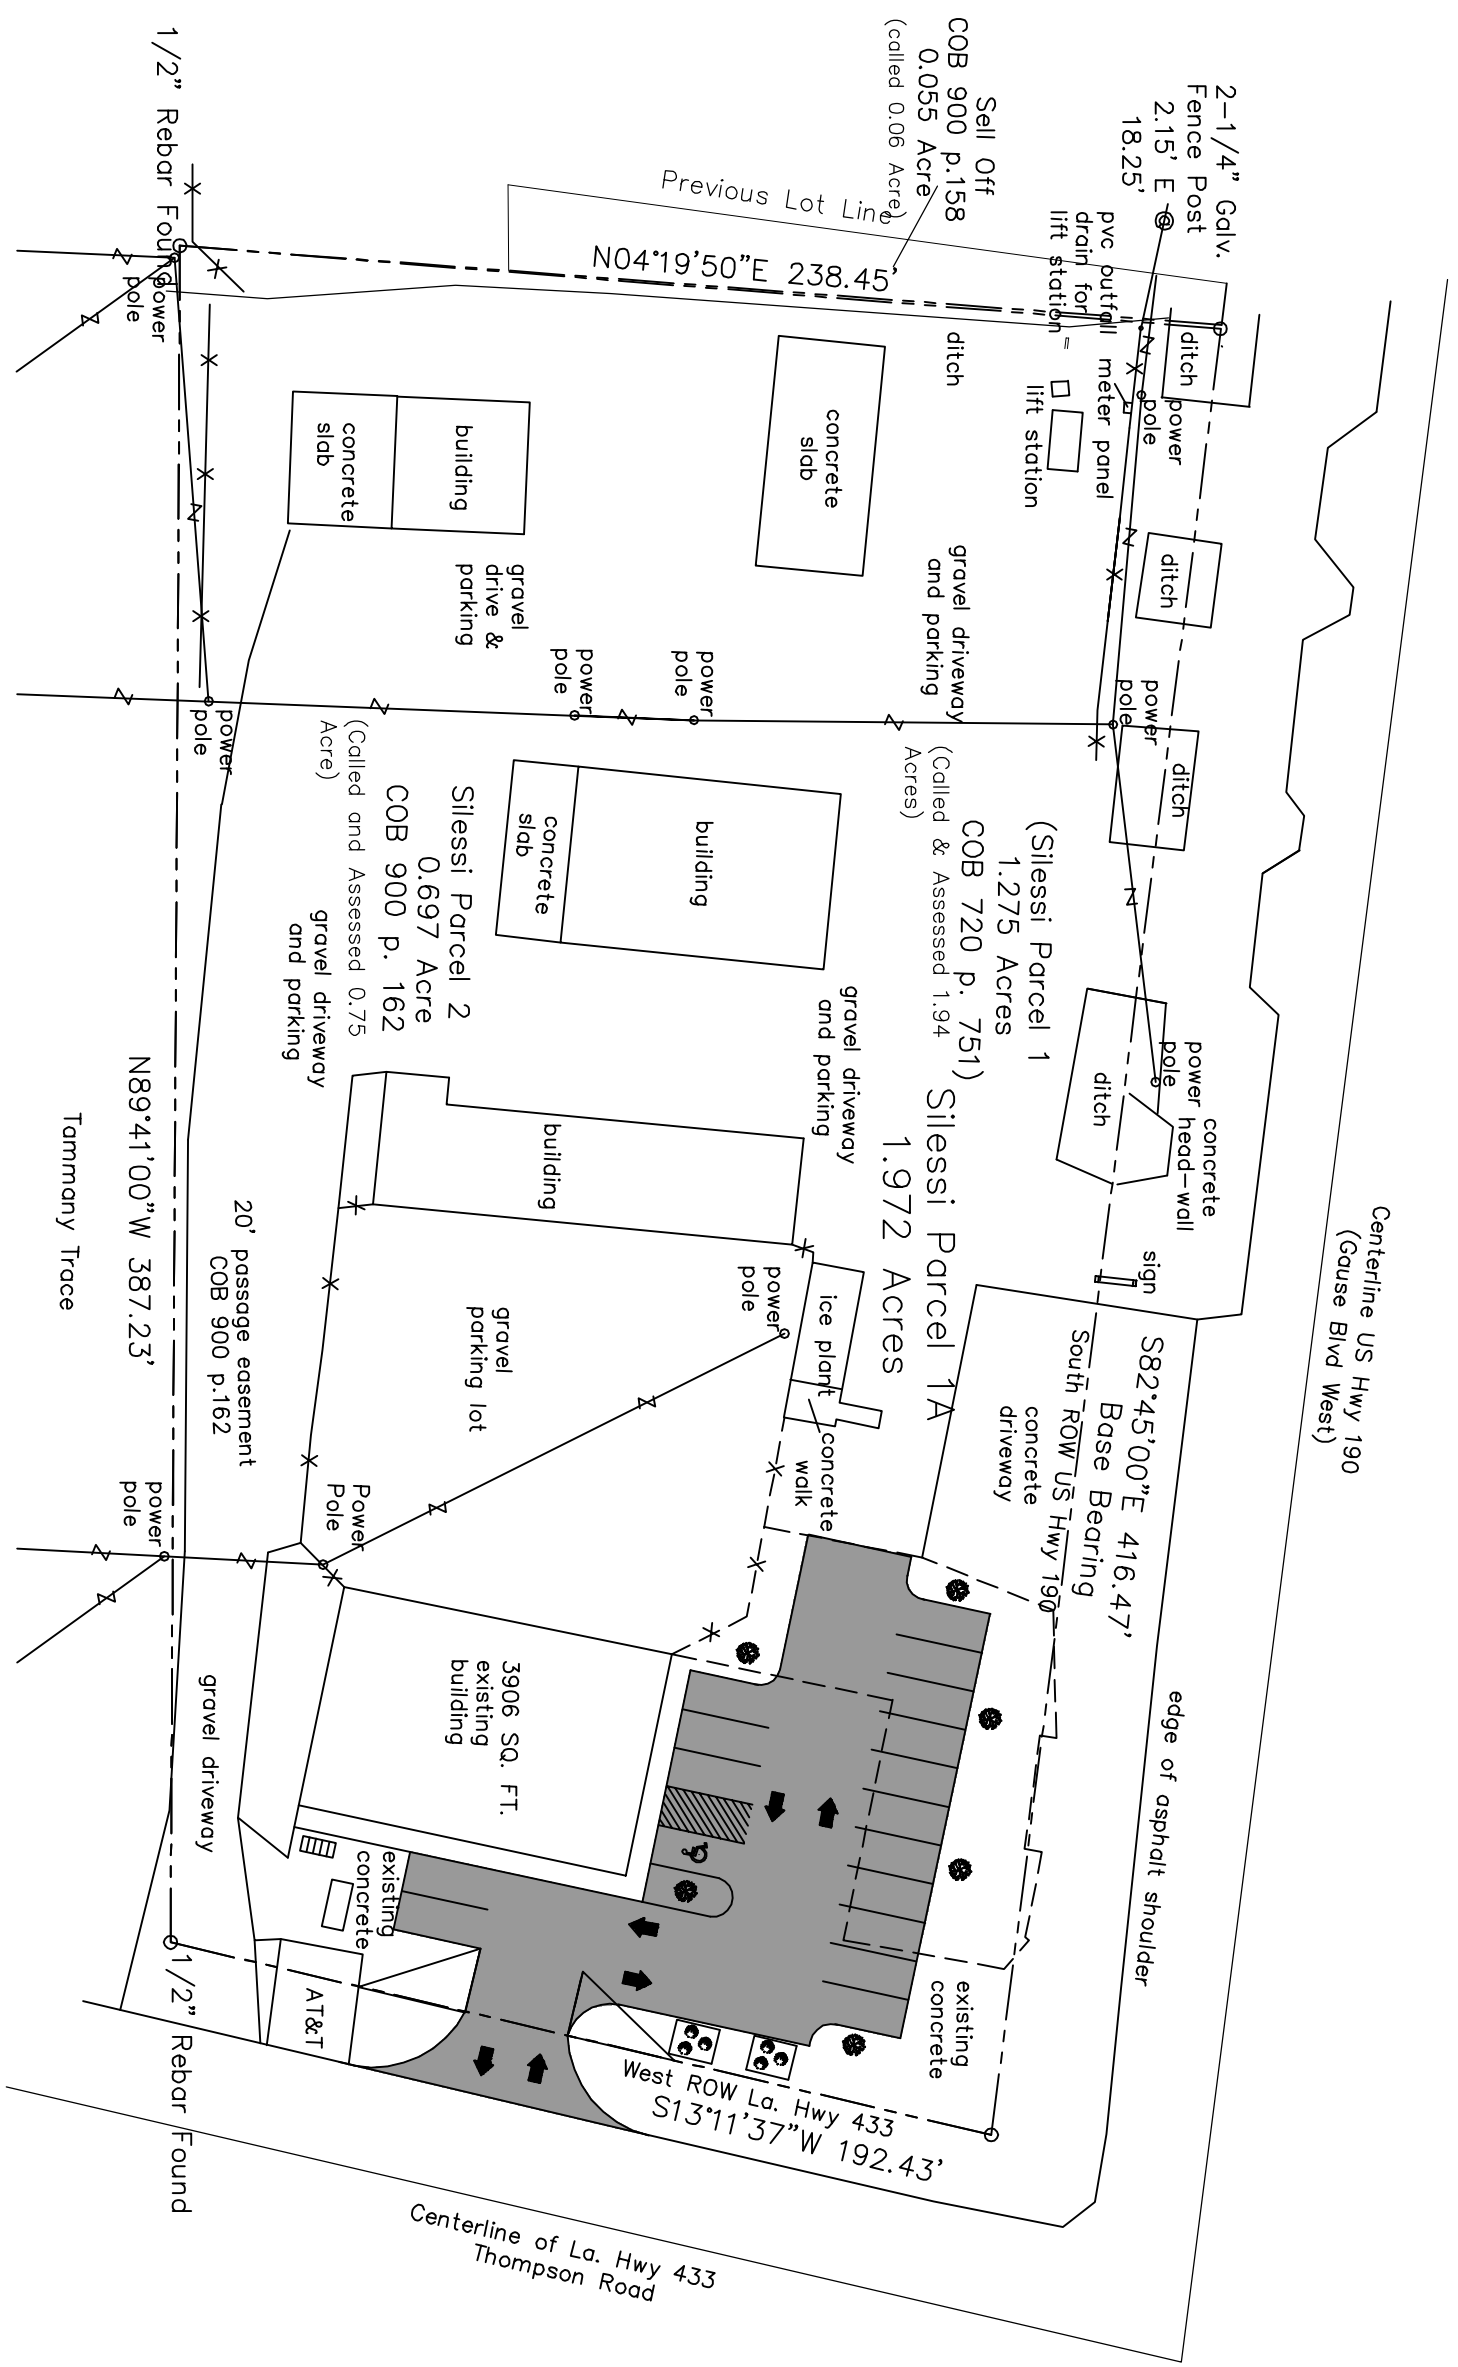 Centerline US Hwy 190
(Gause Blvd West)
edge of asphalt shoulder
2-1/4" Galv.
Fence Post
2.15' E
18.25'
Sell Off
COB 900 p.158
0.055 Acre
(called 0.06 Acre)
Previous Lot Line
N04°19'50"E 238.45'
1/2" Rebar Found
power
pole
pvc outfall
drain for
lift station
=
ditch
meter panel
lift station
power
pole
ditch
ditch
power
pole
ditch
power
pole
ditch
concrete
head-wall
sign
S82°45'00"E 416.47'
Base Bearing
South ROW US Hwy 190
concrete
driveway
concrete
slab
gravel driveway
and parking
building
concrete
slab
gravel
drive &
parking
power
pole
power
pole
power
pole
(Silessi Parcel 1
1.275 Acres
COB 720 p. 751)
(Called & Assessed 1.94
Acres)
building
concrete
slab
Silessi Parcel 2
0.697 Acre
COB 900 p. 162
(Called and Assessed 0.75
Acre)
gravel driveway
and parking
gravel driveway
and parking
Silessi Parcel 1A
1.972 Acres
building
ice plant
concrete
walk
power
pole
gravel
parking lot
Power
Pole
20' passage easement
COB 900 p.162
N89°41'00"W 387.23'
Tammany Trace
power
pole
3906 SQ. FT.
existing
building
gravel driveway
existing
concrete
AT&T
existing
concrete
West ROW La. Hwy 433
S13°11'37"W 192.43'
1/2" Rebar Found
Centerline of La. Hwy 433
Thompson Road